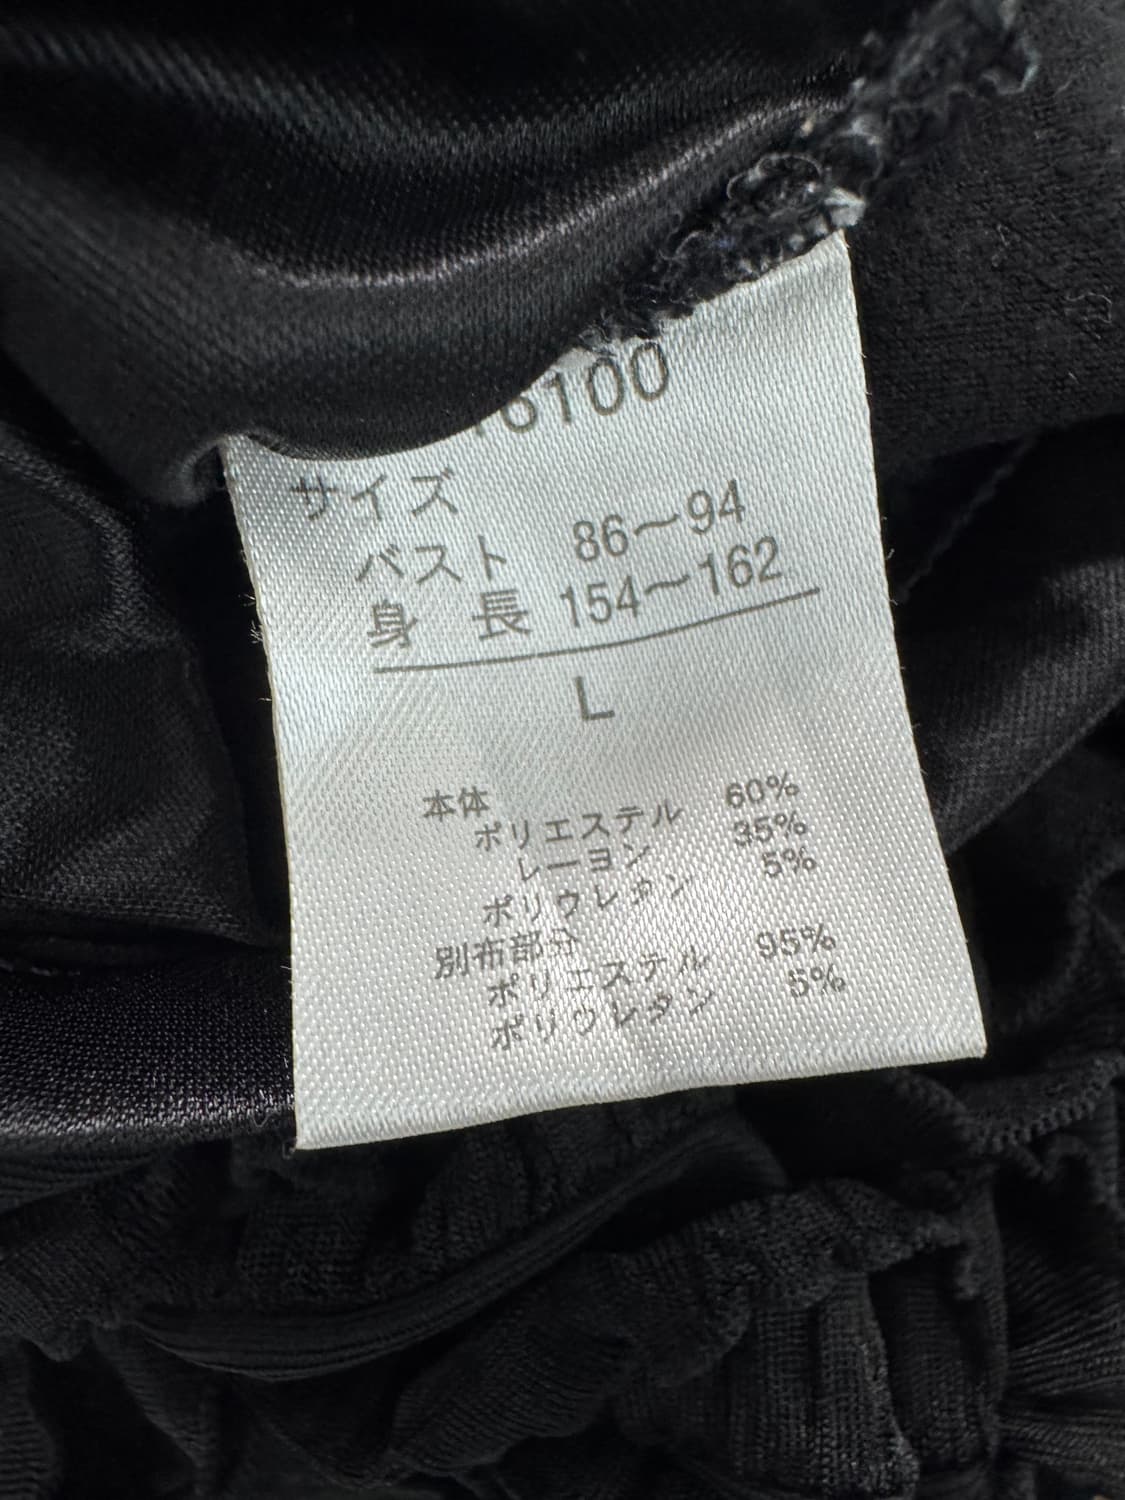 6100
サイズ
バスト 86〜94
身 長 154〜162
L
本体
ポリエステル 60%
レーヨン 35%
ポリウレタン 5%
別布部分
ポリエステル 95%
ポリウレタン 5%